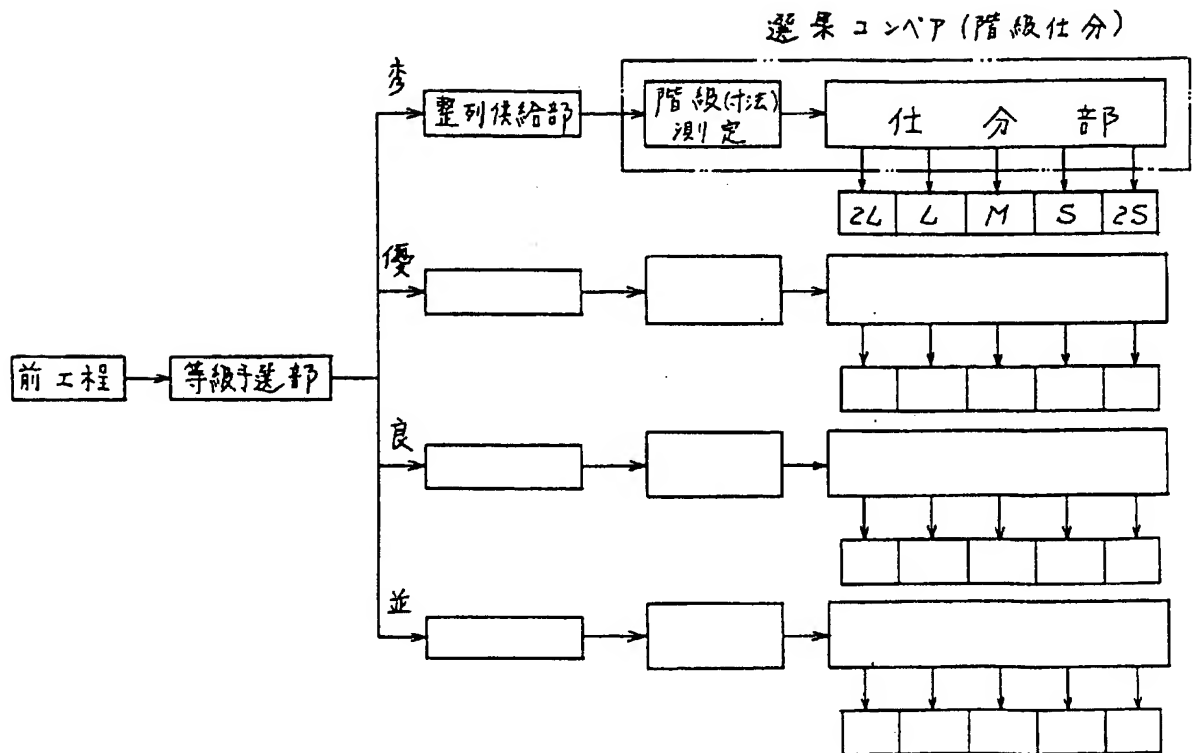 選果コンベア(階級仕分)
秀
整列供給部
階級(寸法)
測定
仕分部
2L L M S 2S
優
前工程
等級予選部
良
並